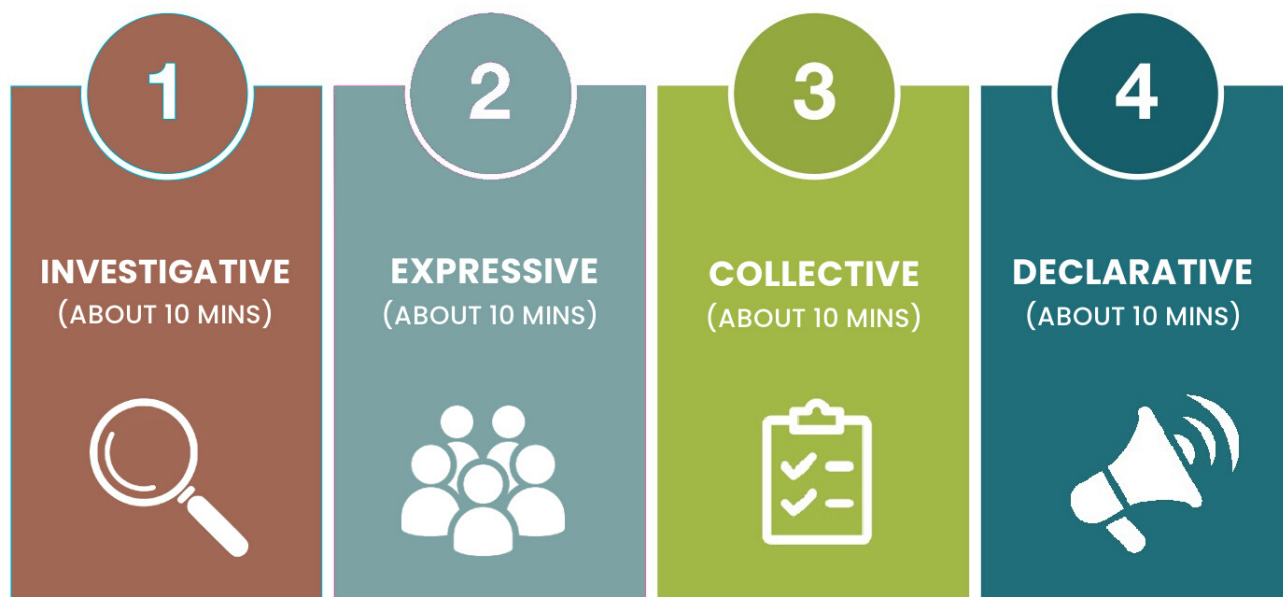 1
INVESTIGATIVE
(ABOUT 10 MINS)
2
EXPRESSIVE
(ABOUT 10 MINS)
3
COLLECTIVE
(ABOUT 10 MINS)
4
DECLARATIVE
(ABOUT 10 MINS)